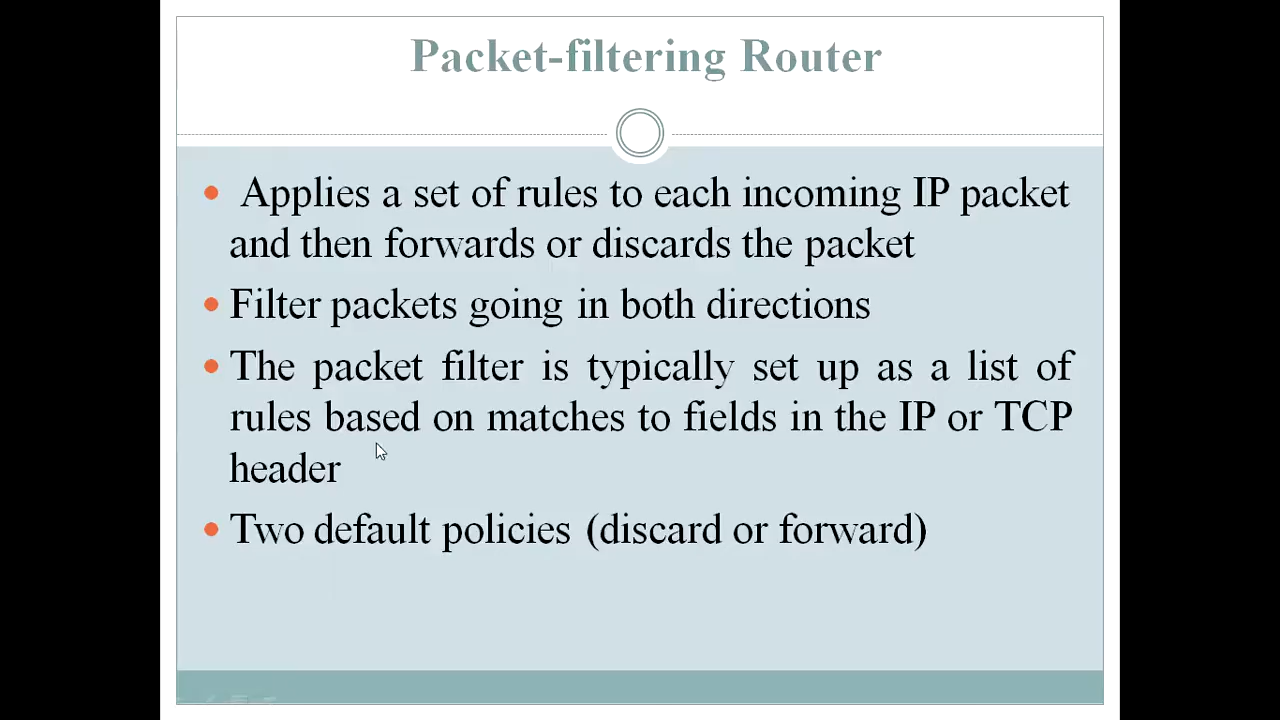 Packet-filtering Router
• Applies a set of rules to each incoming IP packet
and then forwards or discards the packet
• Filter packets going in both directions
• The packet filter is typically set up as a list of
rules based on matches to fields in the IP or TCP
header
• Two default policies (discard or forward)